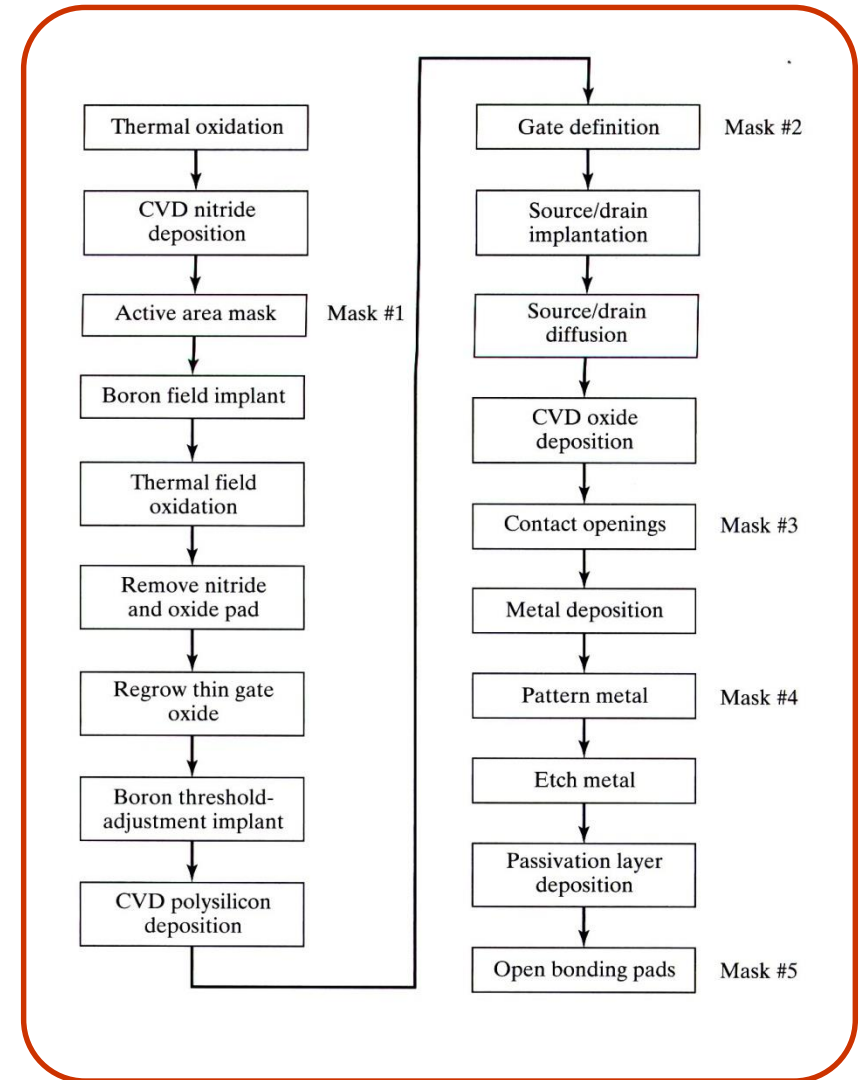 Thermal oxidation
CVD nitride
deposition
Active area mask
Mask #1
Boron field implant
Thermal field
oxidation
Remove nitride
and oxide pad
Regrow thin gate
oxide
Boron threshold-
adjustment implant
CVD polysilicon
deposition
Gate definition
Mask #2
Source/drain
implantation
Source/drain
diffusion
CVD oxide
deposition
Contact openings
Mask #3
Metal deposition
Pattern metal
Mask #4
Etch metal
Passivation layer
deposition
Open bonding pads
Mask #5